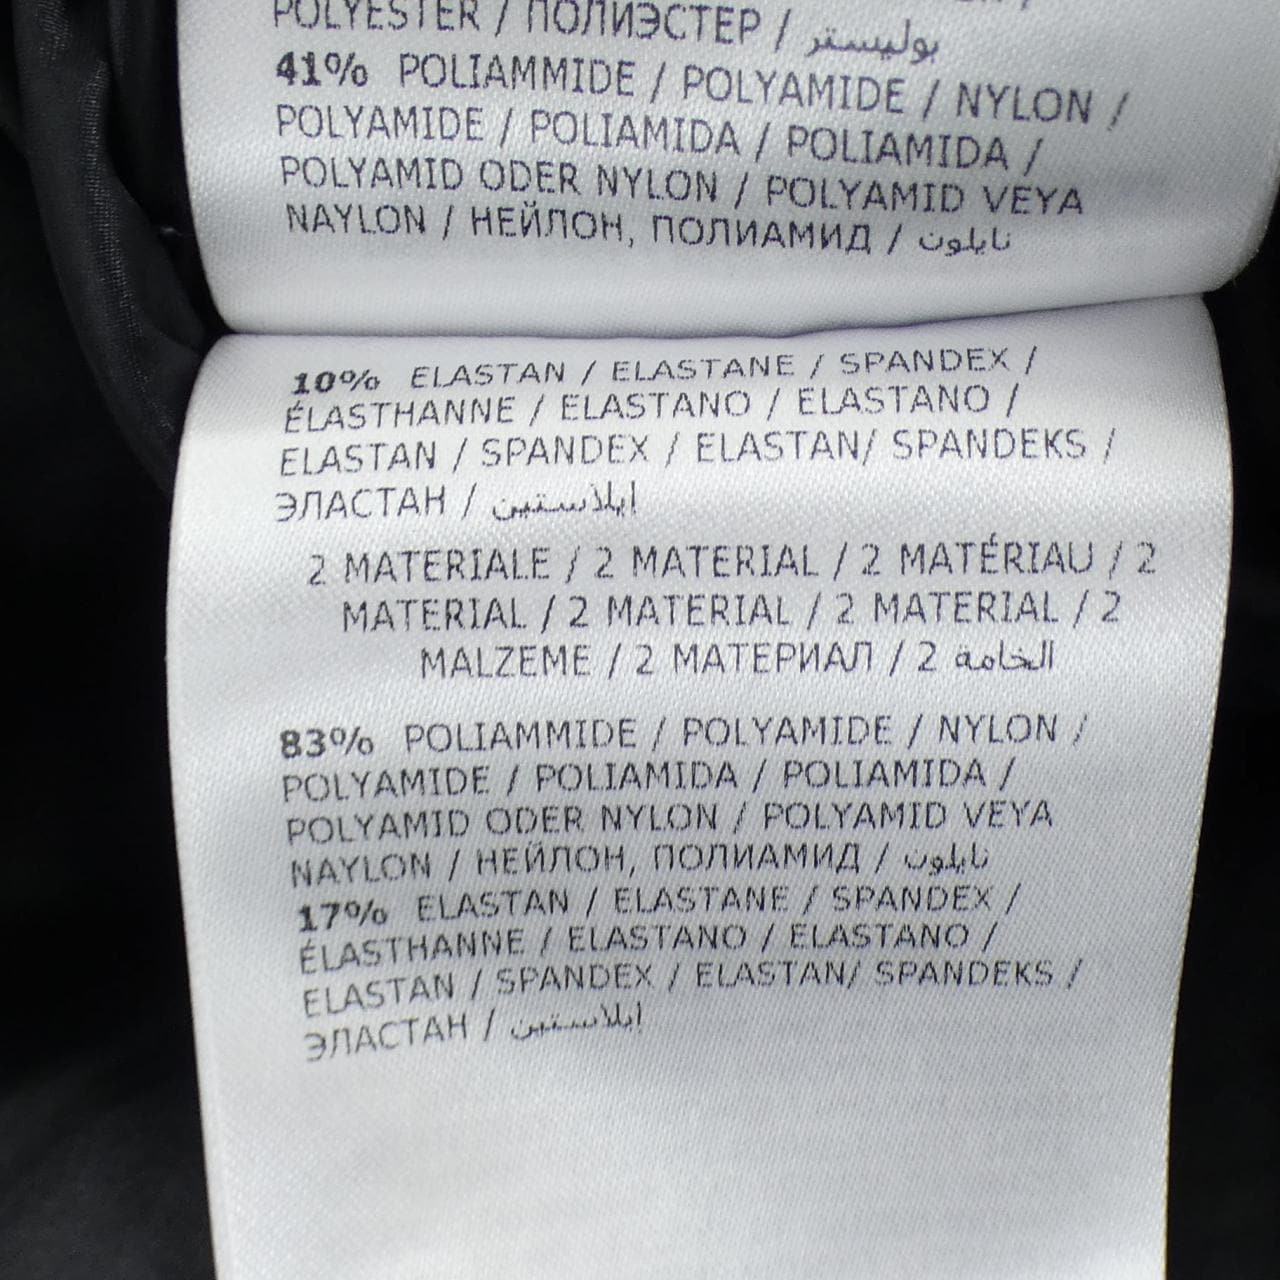 POLYESTER / ПОЛИЭСТЕР / بوليستر
41% POLIAMMIDE / POLYAMIDE / NYLON /
POLYAMIDE / POLIAMIDA / POLIAMIDA /
POLYAMID ODER NYLON / POLYAMID VEYA
NAYLON / НЕЙЛОН, ПОЛИАМИД / نايلون
10% ELASTAN / ELASTANE / SPANDEX /
ÉLASTHANNE / ELASTANO / ELASTANO /
ELASTAN / SPANDEX / ELASTAN/ SPANDEKS /
ЭЛАСТАН / إيلاستين
2 MATERIALE / 2 MATERIAL / 2 MATÉRIAU / 2
MATERIAL / 2 MATERIAL / 2 MATERIAL / 2
MALZEME / 2 МАТЕРИАЛ / 2 الخامة
83% POLIAMMIDE / POLYAMIDE / NYLON /
POLYAMIDE / POLIAMIDA / POLIAMIDA /
POLYAMID ODER NYLON / POLYAMID VEYA
NAYLON / НЕЙЛОН, ПОЛИАМИД / نايلون
17% ELASTAN / ELASTANE / SPANDEX /
ÉLASTHANNE / ELASTANO / ELASTANO /
ELASTAN / SPANDEX / ELASTAN/ SPANDEKS /
ЭЛАСТАН / إيلاستين